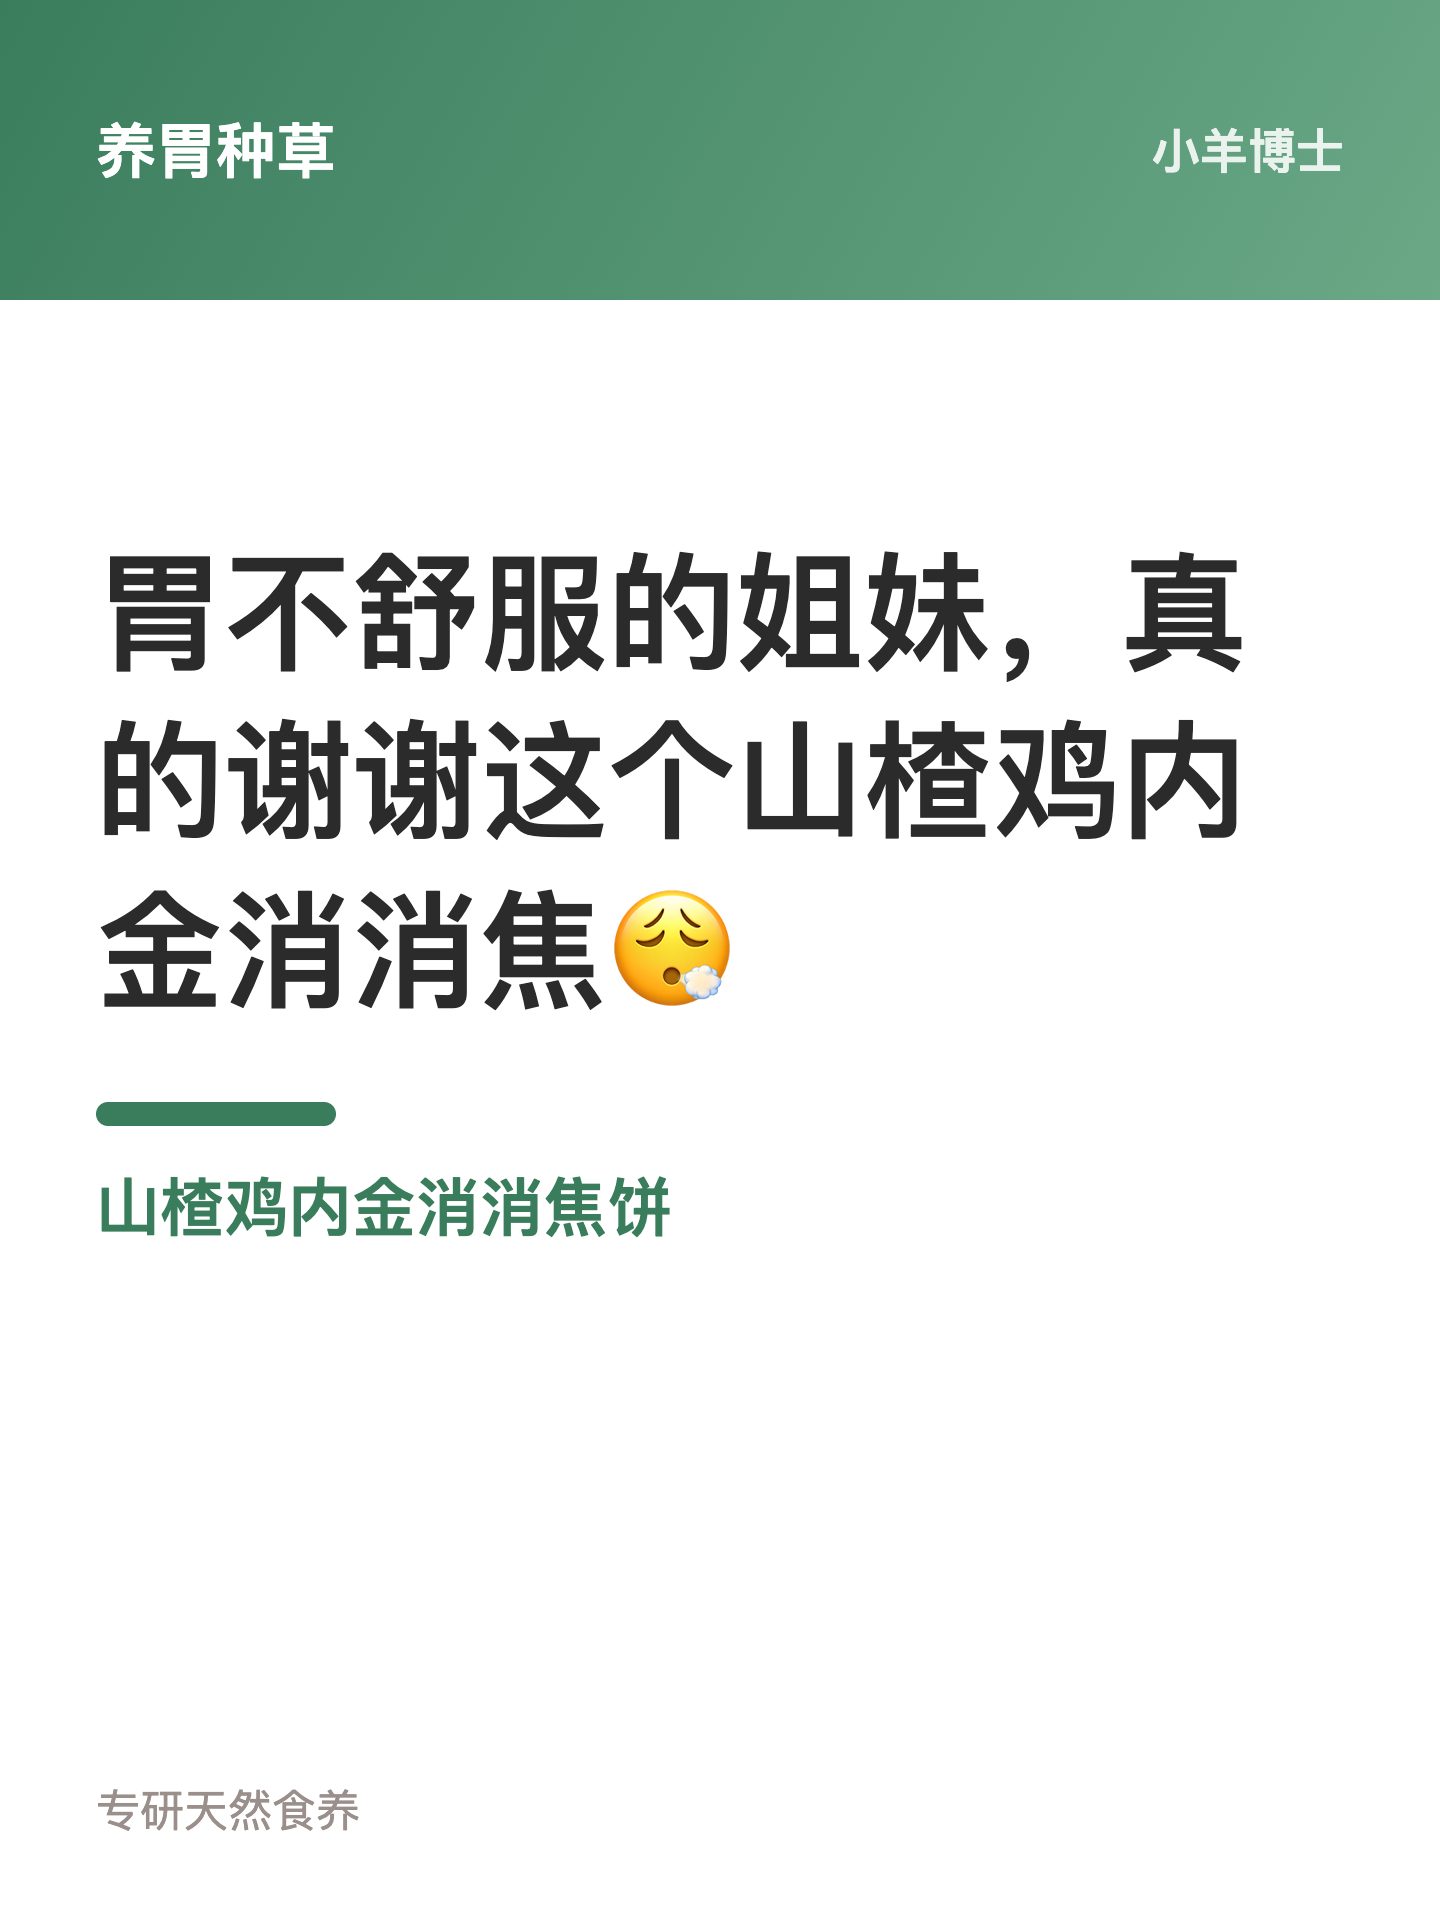 养胃种草
小羊博士
胃不舒服的姐妹，真
的谢谢这个山楂鸡内
金消消焦😮‍💨
山楂鸡内金消消焦饼
专研天然食养